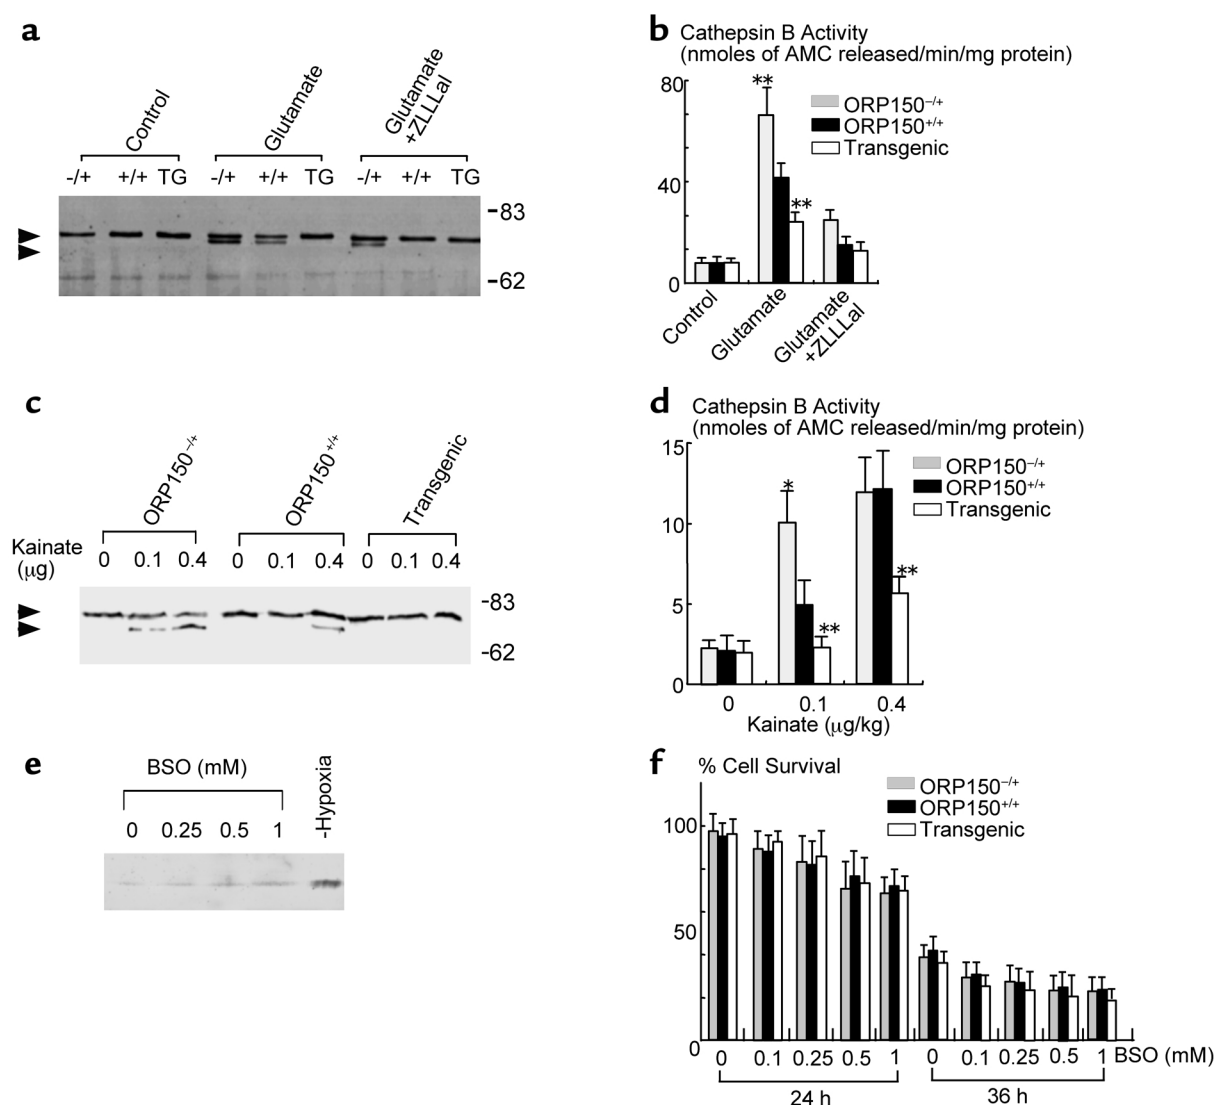 a
Control
Glutamate
Glutamate
+ZLLLal
-/+ +/+ TG -/+ +/+ TG -/+ +/+ TG
-83
-62
b
Cathepsin B Activity
(nmoles of AMC released/min/mg protein)
80
40
0
**
**
ORP150–/+
ORP150+/+
Transgenic
Control
Glutamate
Glutamate
+ZLLLal
c
ORP150–/+
ORP150+/+
Transgenic
Kainate
(μg)
0 0.1 0.4 0 0.1 0.4 0 0.1 0.4
-83
-62
d
Cathepsin B Activity
(nmoles of AMC released/min/mg protein)
15
10
5
0
*
**
**
ORP150–/+
ORP150+/+
Transgenic
0 0.1 0.4
Kainate (μg/kg)
e
BSO (mM)
0 0.25 0.5 1
-Hypoxia
f
% Cell Survival
100
50
0
ORP150–/+
ORP150+/+
Transgenic
0 0.1 0.25 0.5 1 0 0.1 0.25 0.5 1 BSO (mM)
24 h 36 h